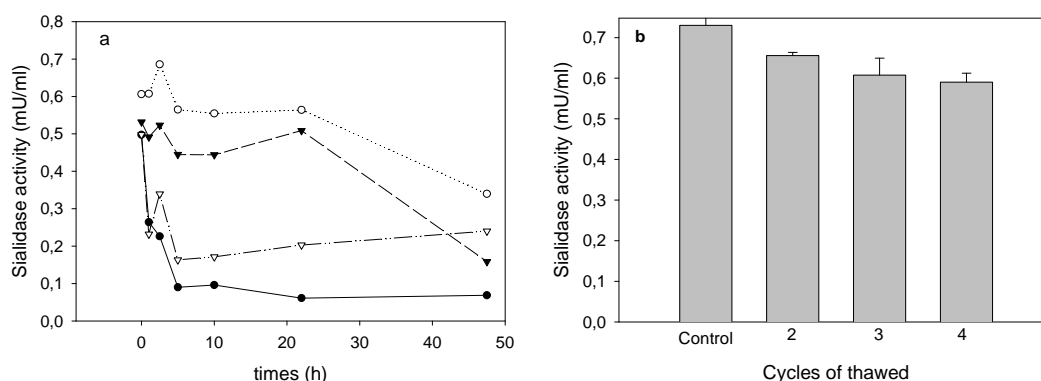 a
Sialidase activity (mU/ml)
0,8
0,7
0,6
0,5
0,4
0,3
0,2
0,1
0,0
0 10 20 30 40 50
times (h)
b
Sialidase activity (mU/ml)
0,7
0,6
0,5
0,4
0,3
0,2
0,1
0,0
Control 2 3 4
Cycles of thawed